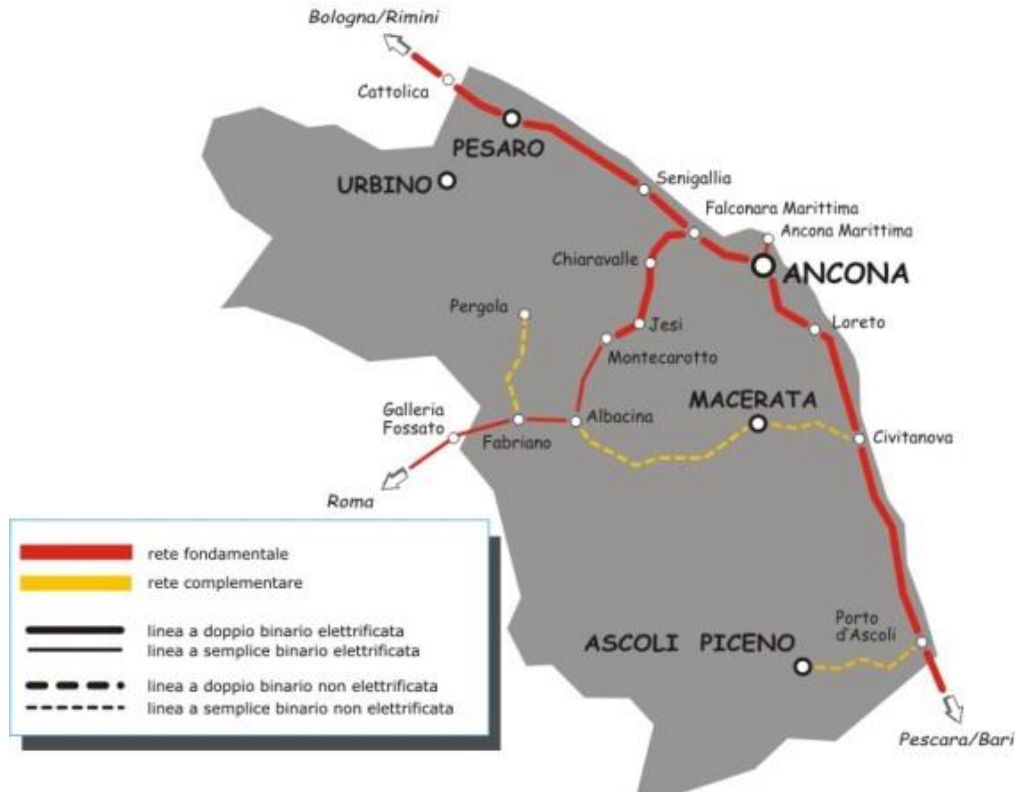 Bologna/Rimini
Cattolica
PESARO
URBINO
Senigallia
Falconara Marittima
Ancona Marittima
ANCONA
Chiaravalle
Pergola
Jesi
Loreto
Montecarotto
MACERATA
Galleria
Fossato
Fabriano
Albacina
Civitanova
Roma
rete fondamentale
rete complementare
linea a doppio binario elettrificata
linea a semplice binario elettrificata
linea a doppio binario non elettrificata
linea a semplice binario non elettrificata
Porto
d'Ascoli
ASCOLI PICENO
Pescara/Bari